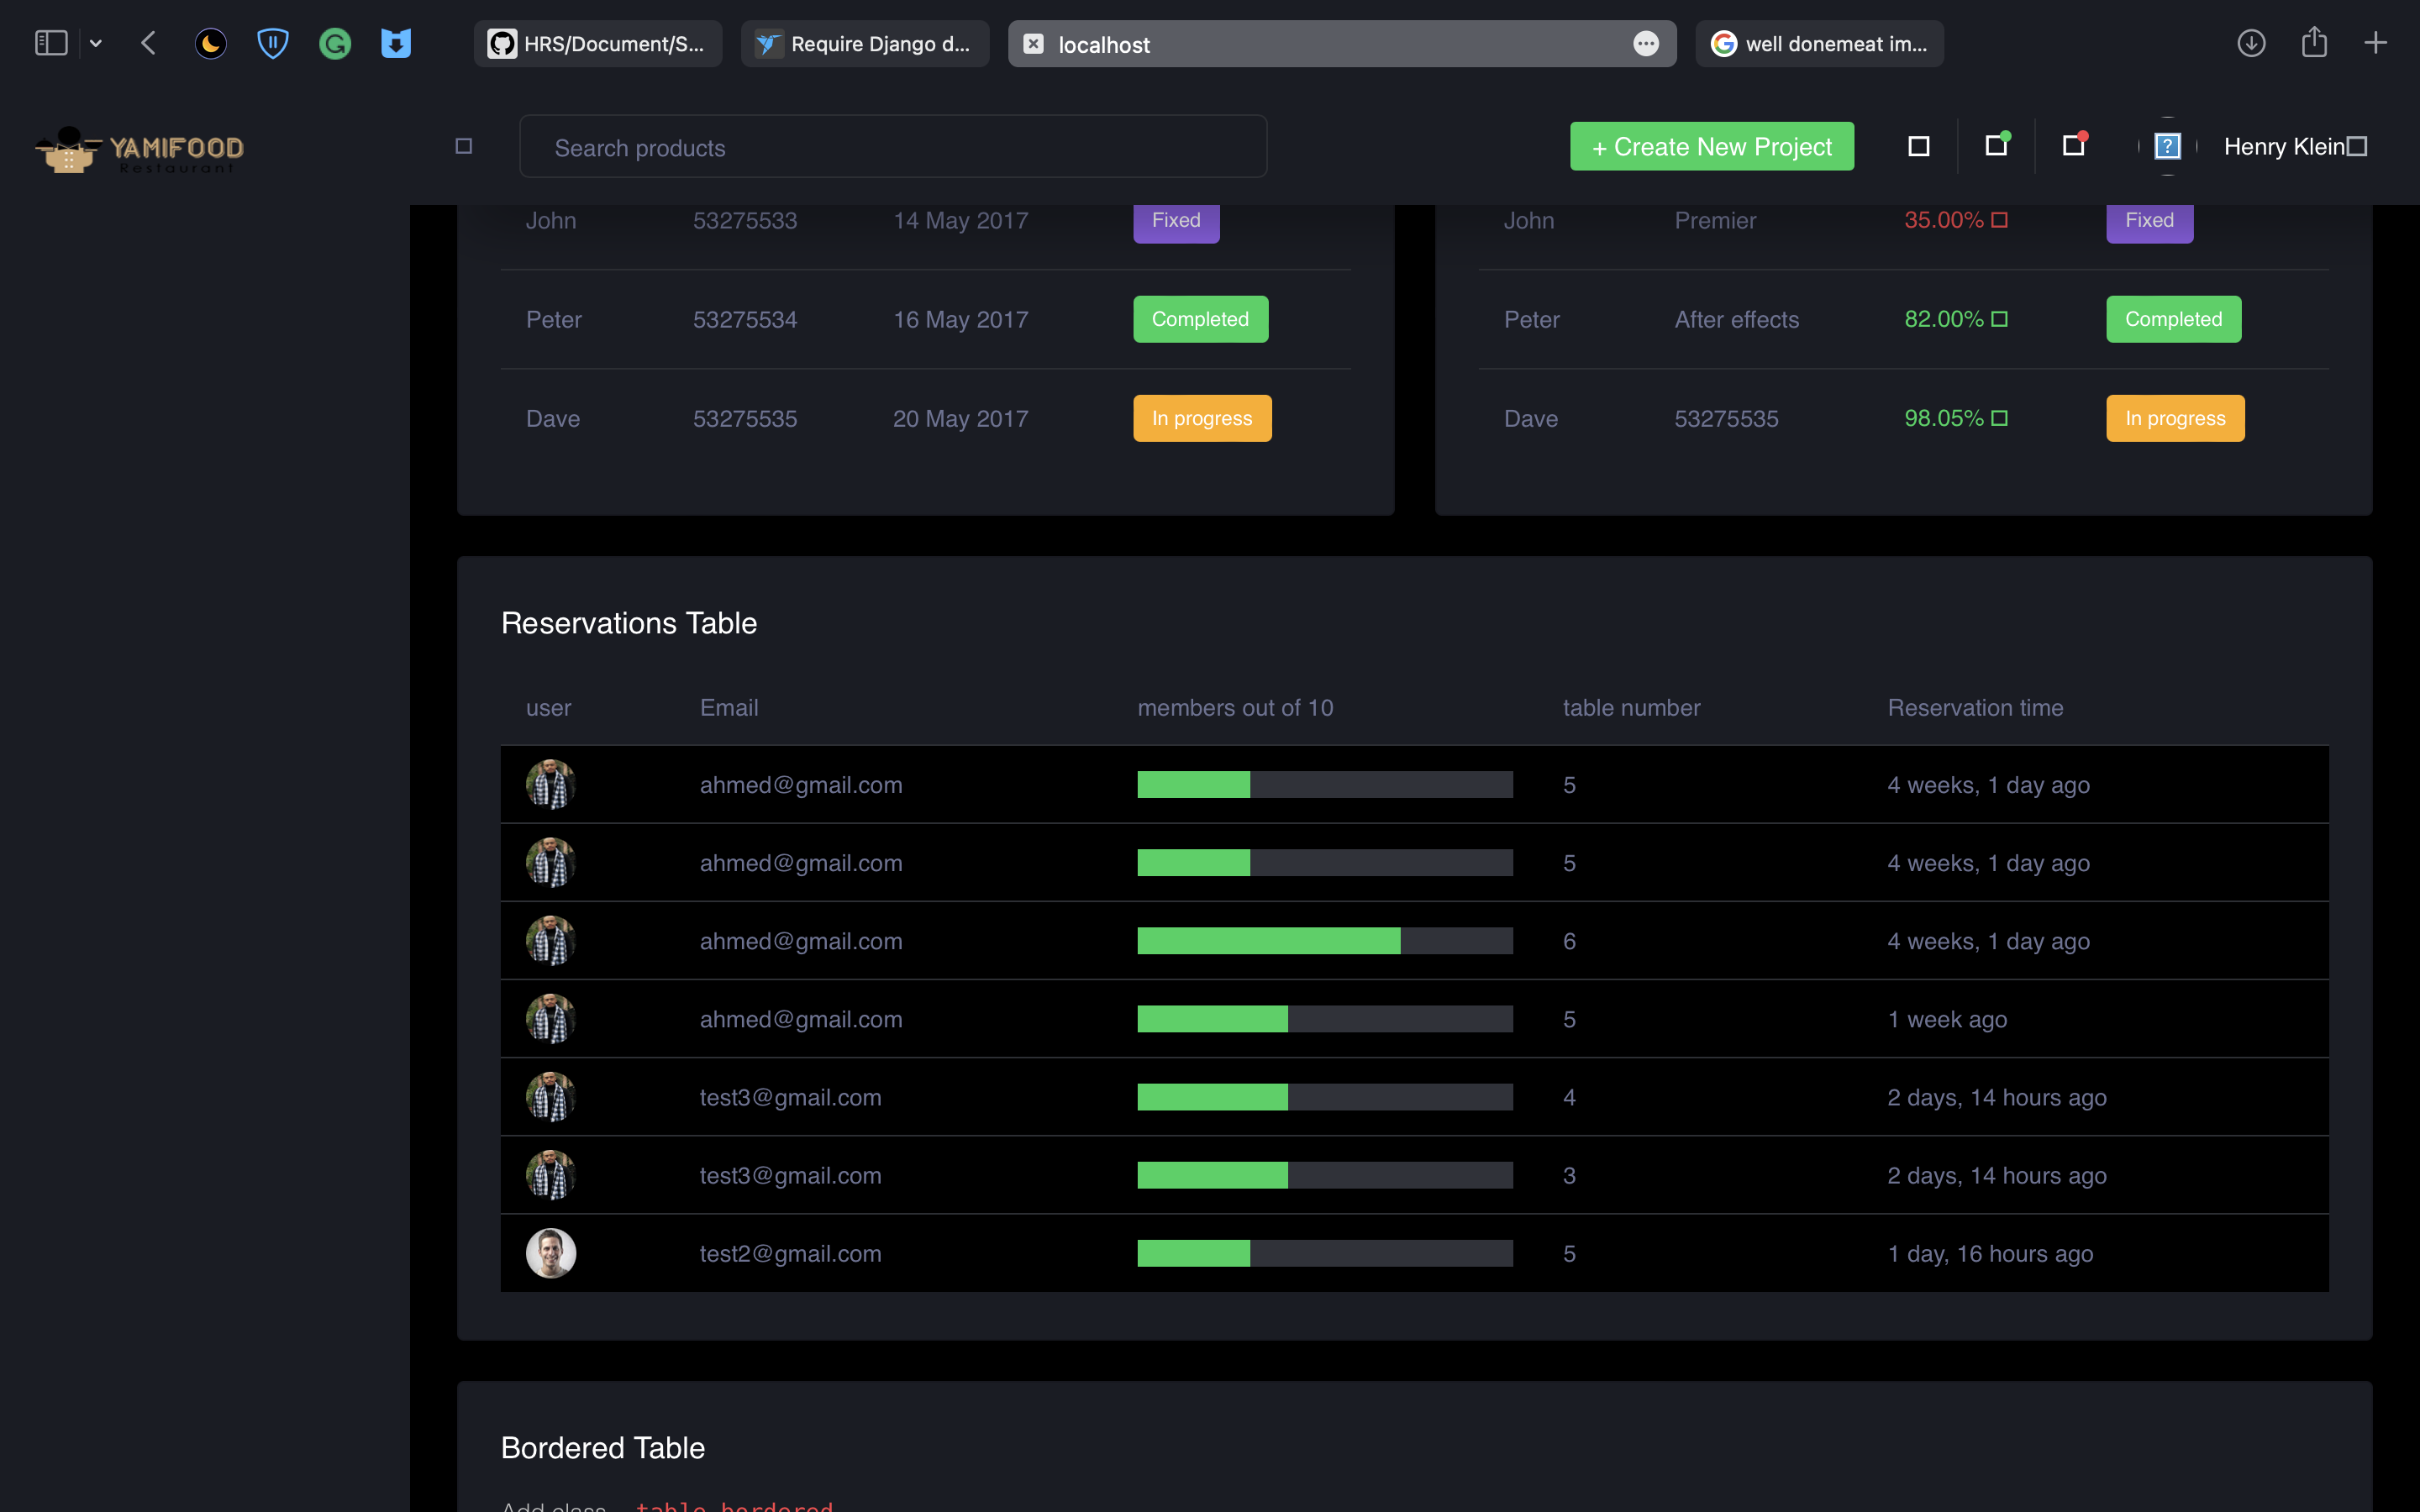 HRS/Document/S...
Require Django d...
localhost
well donemeat im...
YAMIFOOD
Restaurant
Search products
+ Create New Project
Henry Klein
John 53275533 14 May 2017 Fixed
John Premier 35.00% Fixed
Peter 53275534 16 May 2017 Completed
Peter After effects 82.00% Completed
Dave 53275535 20 May 2017 In progress
Dave 53275535 98.05% In progress
Reservations Table
user Email members out of 10 table number Reservation time
ahmed@gmail.com 5 4 weeks, 1 day ago
ahmed@gmail.com 5 4 weeks, 1 day ago
ahmed@gmail.com 6 4 weeks, 1 day ago
ahmed@gmail.com 5 1 week ago
test3@gmail.com 4 2 days, 14 hours ago
test3@gmail.com 3 2 days, 14 hours ago
test2@gmail.com 5 1 day, 16 hours ago
Bordered Table
Add class